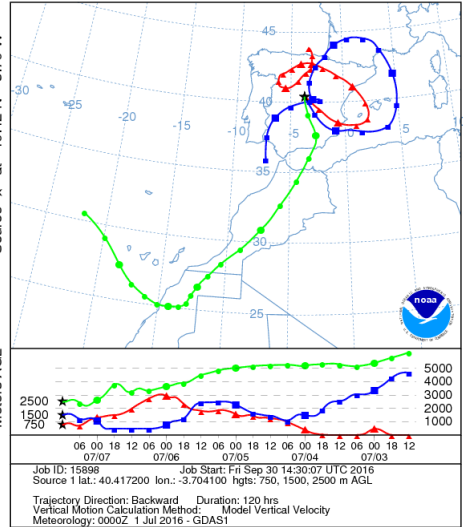 45
-30
-25
-20
-15
-10
-5
5
40
35
30
25
noaa
5000
4000
3000
2000
1000
2500
1500
750
06 00 18 12 06 00 18 12 06 00 18 12 06 00 18 12 06 00 18 12
07/07 07/06 07/05 07/04 07/03
Job ID: 15898 Job Start: Fri Sep 30 14:30:07 UTC 2016
Source 1 lat.: 40.417200 lon.: -3.704100 hgts: 750, 1500, 2500 m AGL
Trajectory Direction: Backward Duration: 120 hrs
Vertical Motion Calculation Method: Model Vertical Velocity
Meteorology: 0000Z 1 Jul 2016 - GDAS1